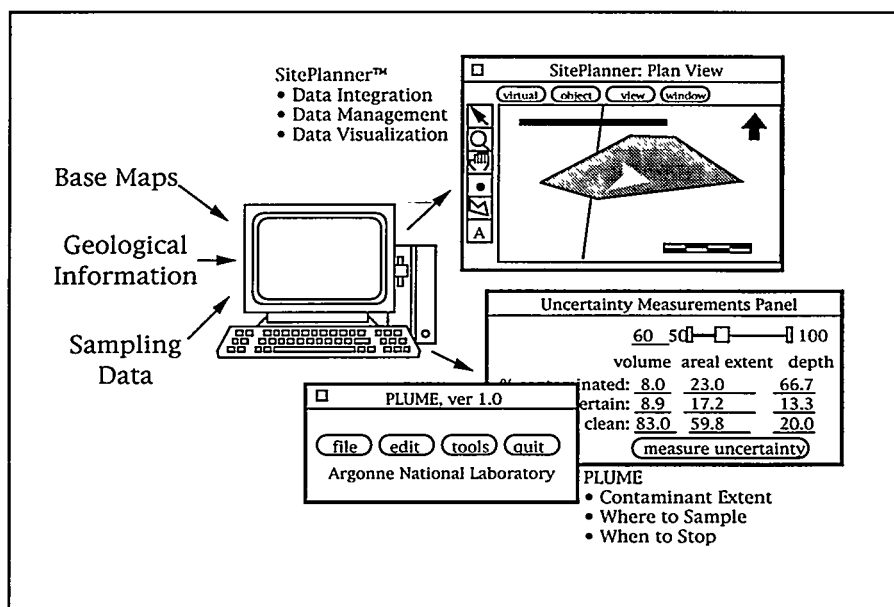 SitePlanner™
• Data Integration
• Data Management
• Data Visualization
Base Maps
Geological
Information
Sampling
Data
SitePlanner: Plan View
virtual object view window
A
Uncertainty Measurements Panel
60 50 100
volume areal extent depth
contaminated: 8.0 23.0 66.7
ertain: 8.9 17.2 13.3
clean: 83.0 59.8 20.0
measure uncertainty
PLUME, ver 1.0
file edit tools quit
Argonne National Laboratory
PLUME
• Contaminant Extent
• Where to Sample
• When to Stop